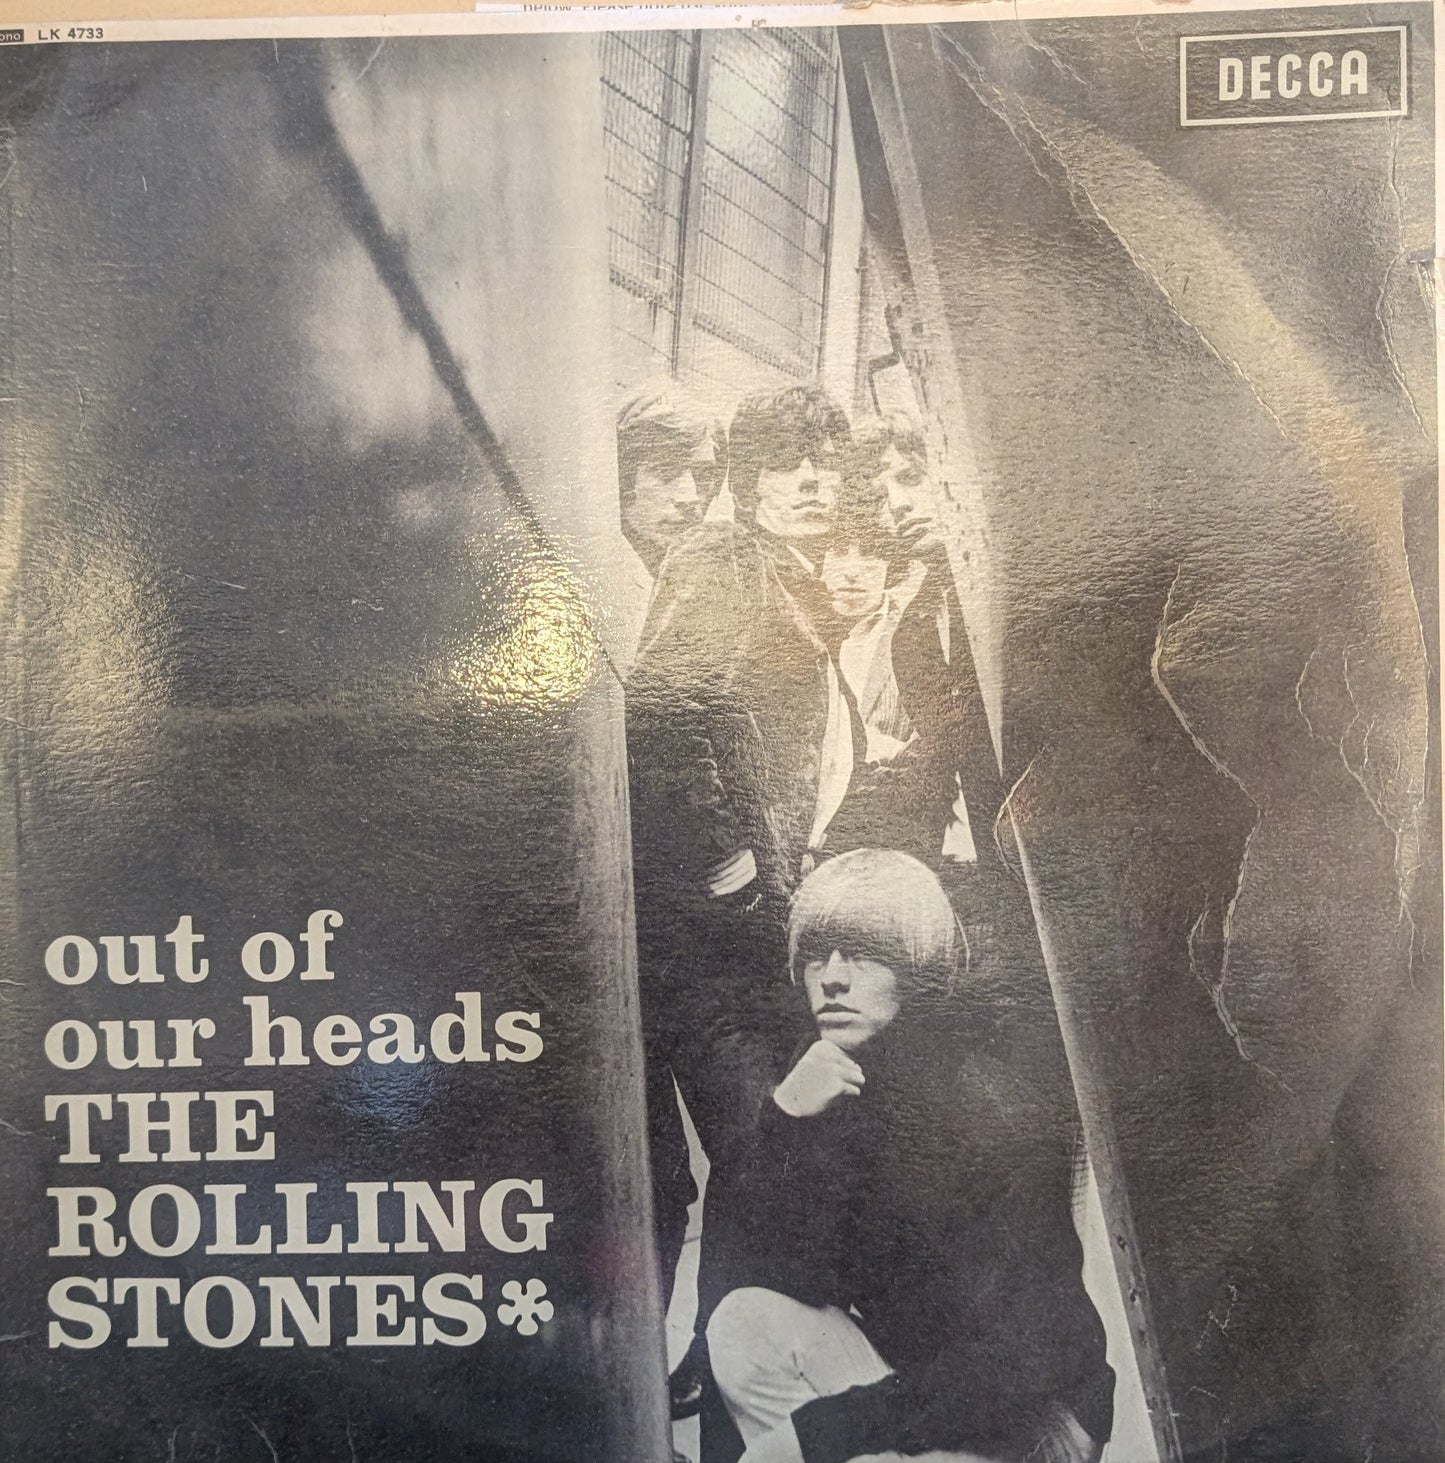 LK 4733
DECCA
out of
our heads
THE
ROLLING
STONES*